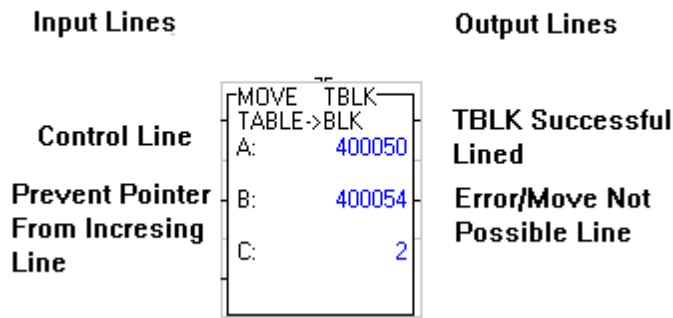 Input Lines
Output Lines
MOVE TBLK
TABLE->BLK
Control Line
A: 400050
TBLK Successful
Lined
Prevent Pointer
From Incresing
Line
B: 400054
Error/Move Not
Possible Line
C: 2